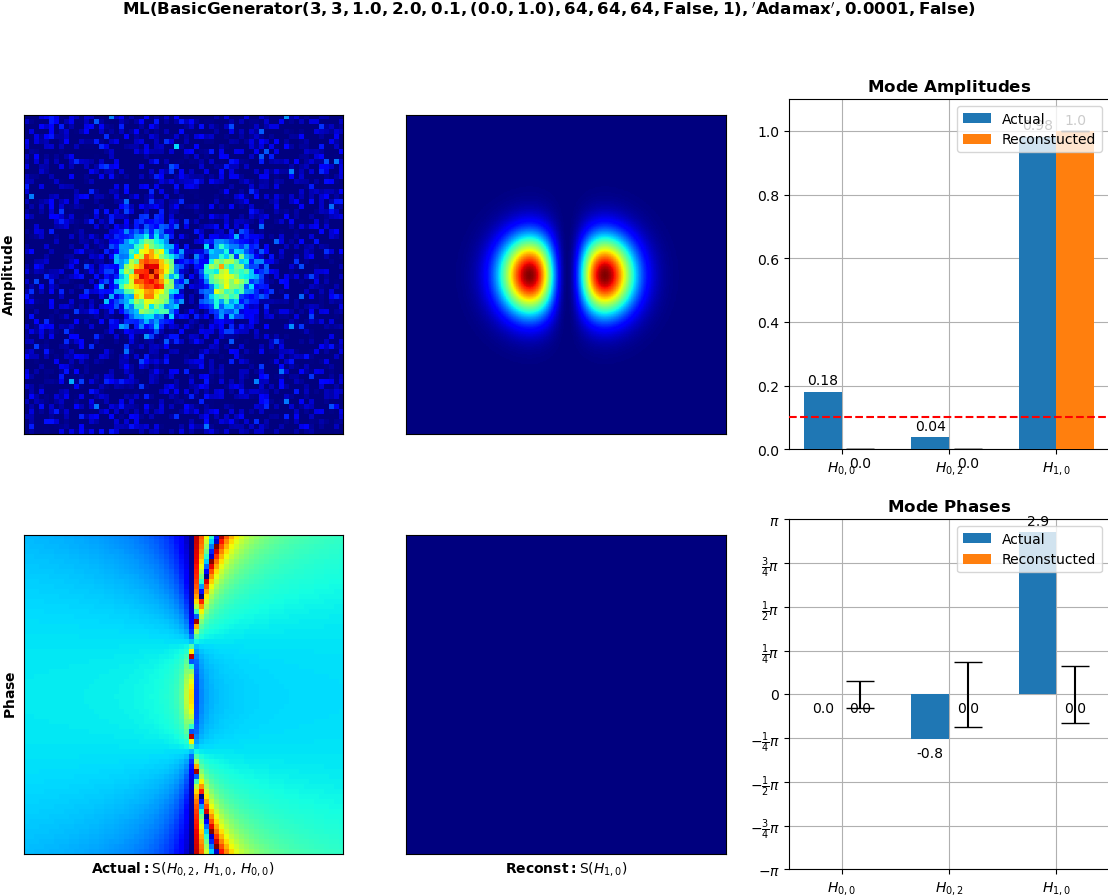 ML(BasicGenerator(3, 3, 1.0, 2.0, 0.1, (0.0, 1.0), 64, 64, 64, False, 1), 'Adamax', 0.0001, False)
Amplitude
Mode Amplitudes
Actual
Reconstucted
0.98
1.0
1.0
0.8
0.6
0.4
0.2
0.0
0.18
0.0
0.04
0.0
H0,0
H0,2
H1,0
Phase
Actual: S(H0,2, H1,0, H0,0)
Reconst: S(H1,0)
Mode Phases
Actual
Reconstucted
2.9
π
3/4π
1/2π
1/4π
0
−1/4π
−1/2π
−3/4π
−π
0.0
0.0
-0.8
0.0
0.0
H0,0
H0,2
H1,0